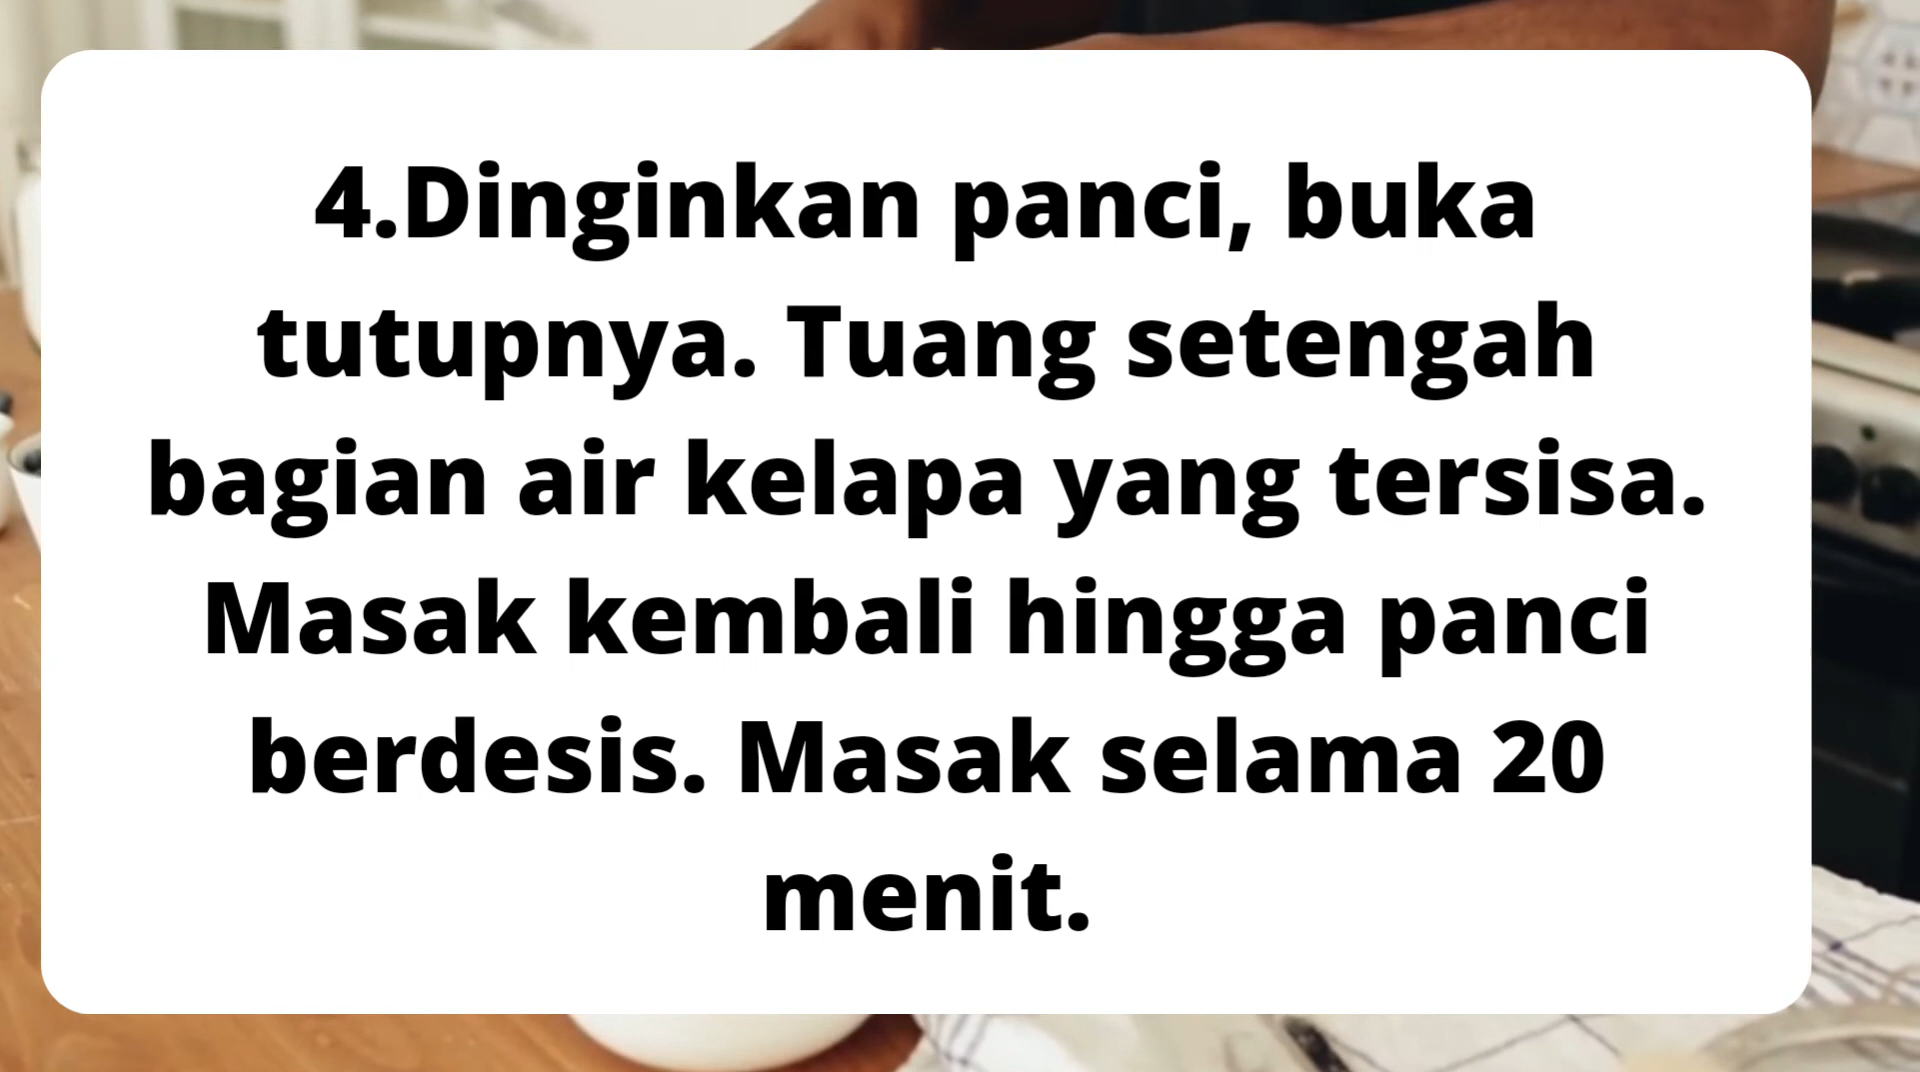 4.Dinginkan panci, buka
tutupnya. Tuang setengah
bagian air kelapa yang tersisa.
Masak kembali hingga panci
berdesis. Masak selama 20
menit.